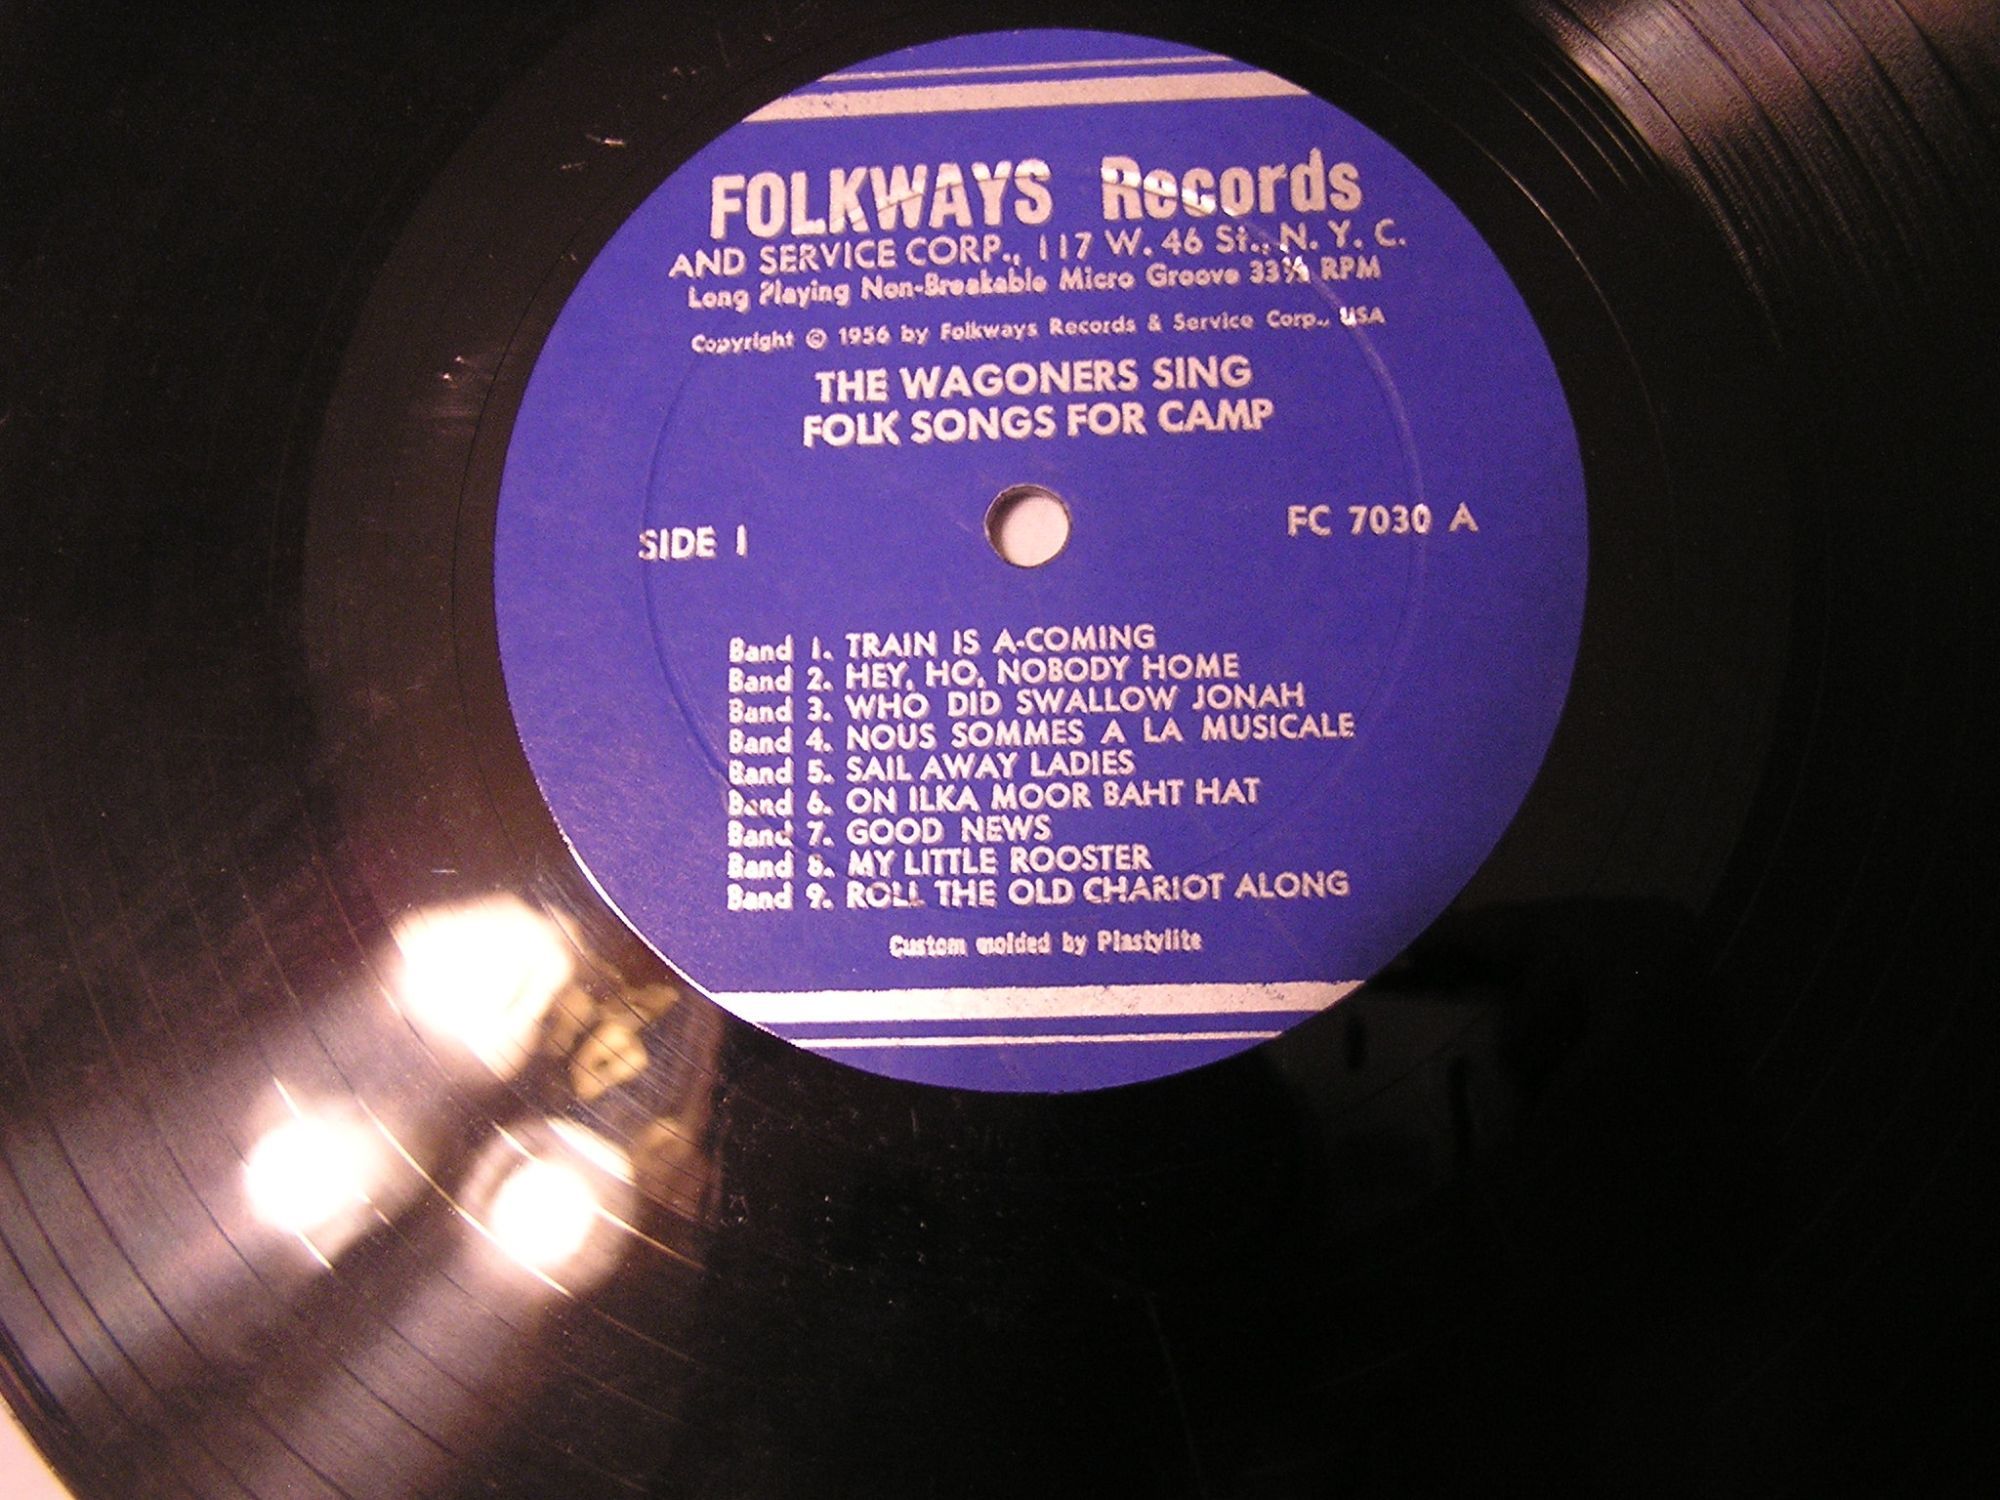 FOLKWAYS Records
AND SERVICE CORP., 117 W. 46 St., N. Y. C.
Long Playing Non-Breakable Micro Groove 33⅓ RPM
Copyright © 1956 by Folkways Records & Service Corp., USA
THE WAGONERS SING
FOLK SONGS FOR CAMP
SIDE I
FC 7030 A
Band 1. TRAIN IS A-COMING
Band 2. HEY, HO, NOBODY HOME
Band 3. WHO DID SWALLOW JONAH
Band 4. NOUS SOMMES A LA MUSICALE
Band 5. SAIL AWAY LADIES
Band 6. ON ILKA MOOR BAHT HAT
Band 7. GOOD NEWS
Band 8. MY LITTLE ROOSTER
Band 9. ROLL THE OLD CHARIOT ALONG
Custom molded by Plastylite